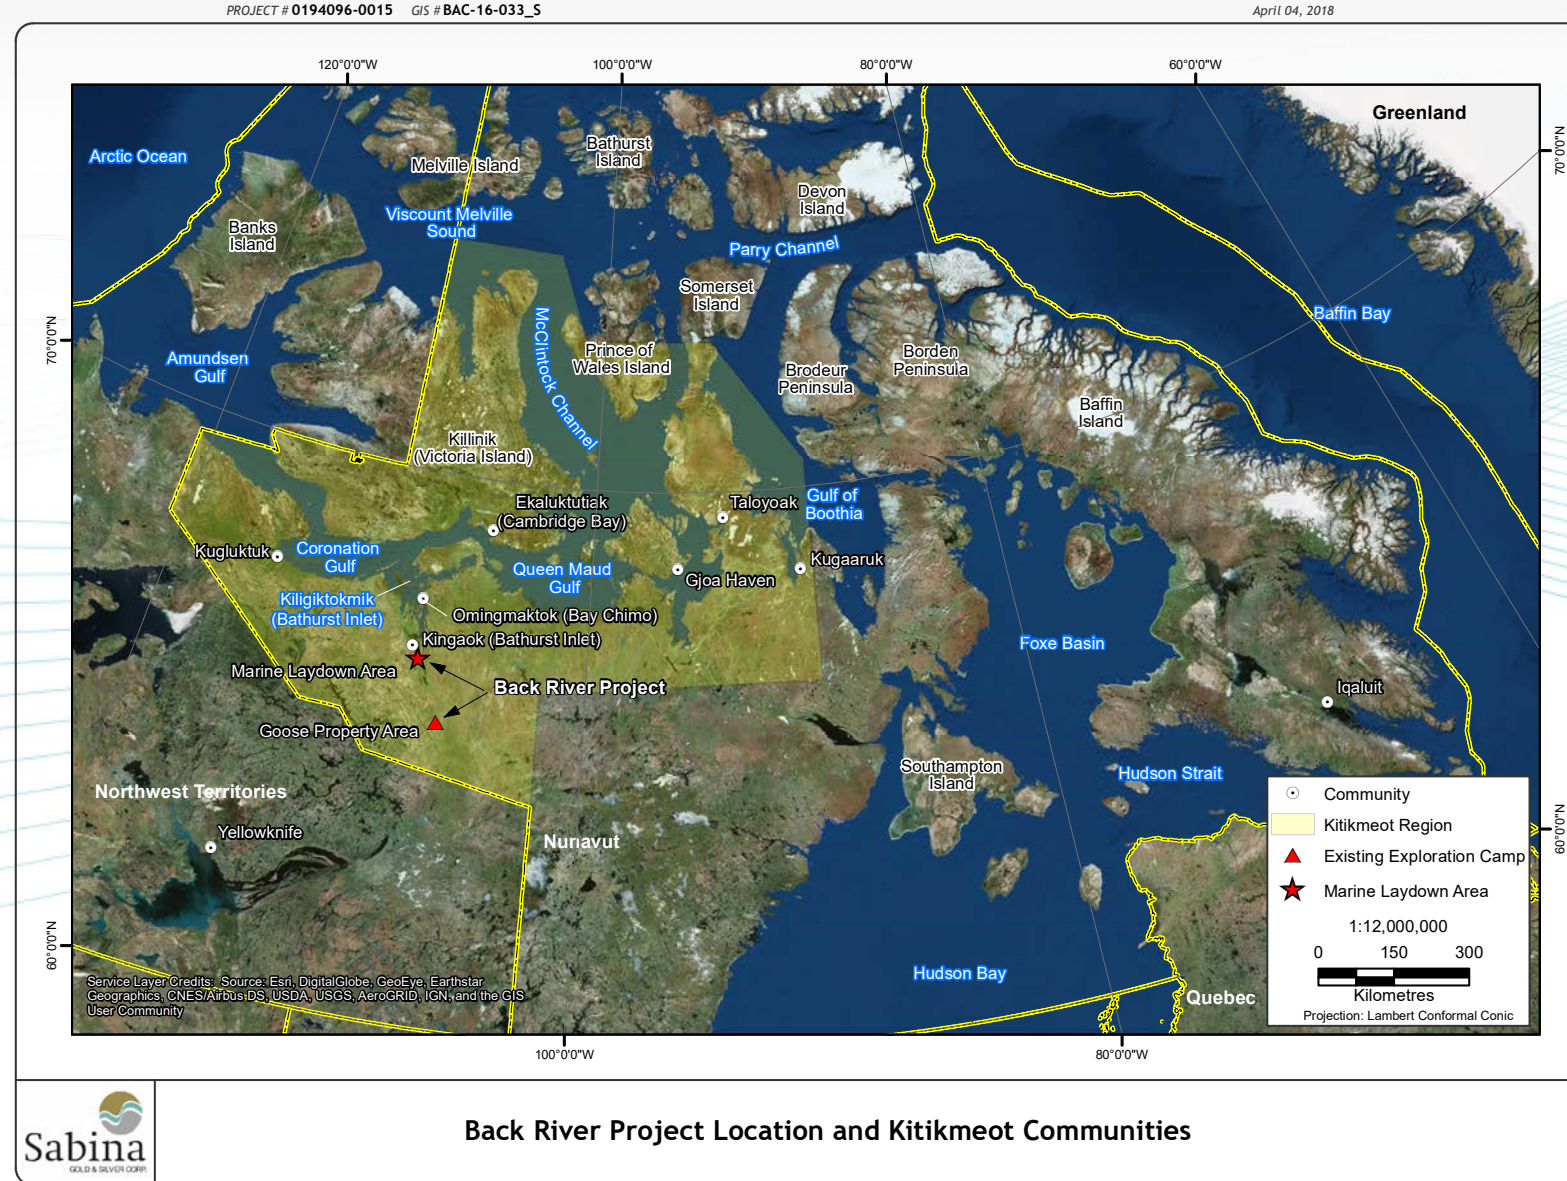 PROJECT # 0194096-0015 GIS # BAC-16-033_S April 04, 2018
120°0'0"W 100°0'0"W 80°0'0"W 60°0'0"W
Greenland
70°0'0"N
Arctic Ocean
Melville Island
Bathurst
Island
Devon
Island
Banks
Island
Viscount Melville
Sound
Parry Channel
Somerset
Island
Baffin Bay
70°0'0"N
Amundsen
Gulf
McClintock Channel
Prince of
Wales Island
Brodeur
Peninsula
Borden
Peninsula
Baffin
Island
Killinik
(Victoria Island)
Ekaluktutiak
(Cambridge Bay)
Taloyoak
Gulf of
Boothia
Kugluktuk
Coronation
Gulf
Queen Maud
Gulf
Gjoa Haven
Kugaaruk
Kiligiktokmik
(Bathurst Inlet)
Omingmaktok (Bay Chimo)
Kingaok (Bathurst Inlet)
Marine Laydown Area
Back River Project
Goose Property Area
Foxe Basin
Iqaluit
Southampton
Island
Hudson Strait
Northwest Territories
Yellowknife
Nunavut
60°0'0"N
Hudson Bay
Quebec
Community
Kitikmeot Region
Existing Exploration Camp
Marine Laydown Area
1:12,000,000
0 150 300
Kilometres
Projection: Lambert Conformal Conic
60°0'0"N
Service Layer Credits: Source: Esri, DigitalGlobe, GeoEye, Earthstar
Geographics, CNES/Airbus DS, USDA, USGS, AeroGRID, IGN, and the GIS
User Community
100°0'0"W 80°0'0"W
Sabina
GOLD & SILVER CORP.
Back River Project Location and Kitikmeot Communities